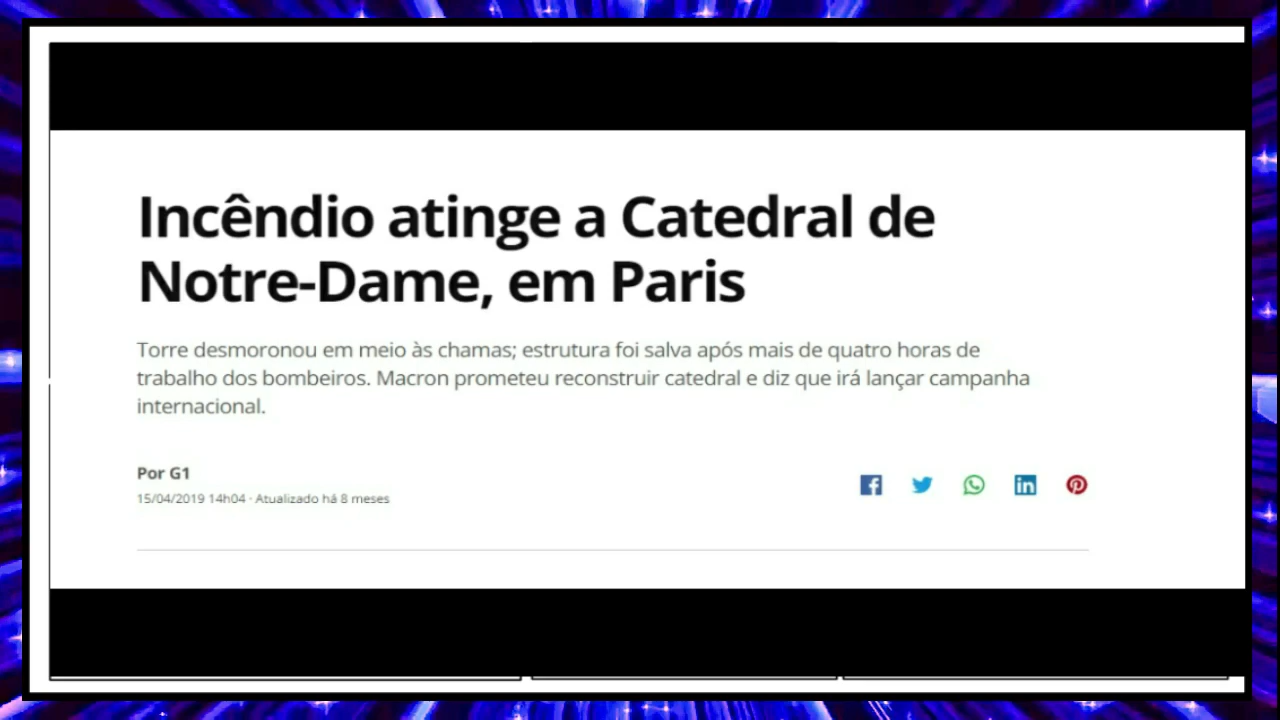 Incêndio atinge a Catedral de
Notre-Dame, em Paris
Torre desmoronou em meio às chamas; estrutura foi salva após mais de quatro horas de
trabalho dos bombeiros. Macron prometeu reconstruir catedral e diz que irá lançar campanha
internacional.
Por G1
15/04/2019 14h04 · Atualizado há 8 meses